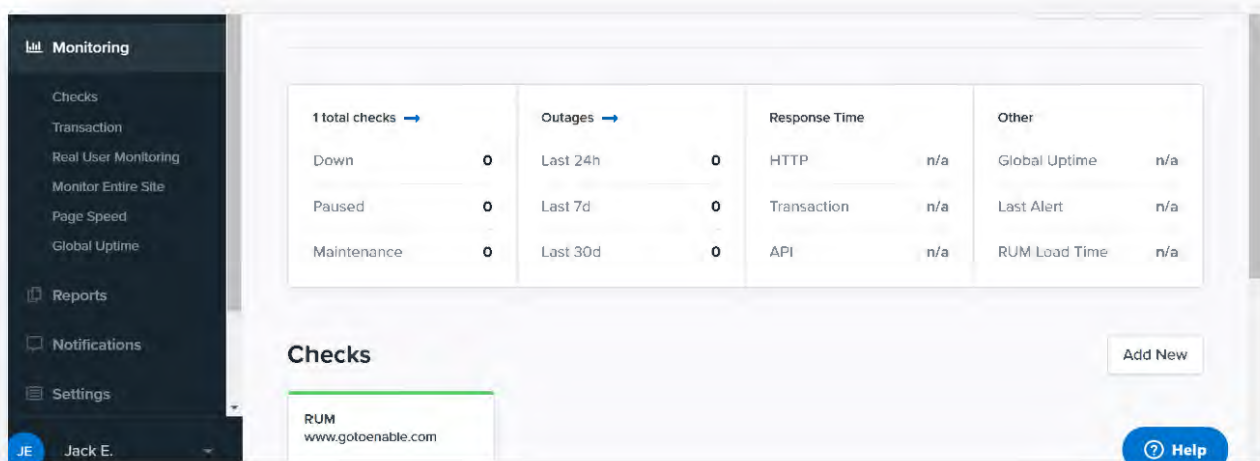 Monitoring
Checks
Transaction
Real User Monitoring
Monitor Entire Site
Page Speed
Global Uptime
Reports
Notifications
Settings
JE Jack E.
1 total checks →
Down 0
Paused 0
Maintenance 0
Outages →
Last 24h 0
Last 7d 0
Last 30d 0
Response Time
HTTP n/a
Transaction n/a
API n/a
Other
Global Uptime n/a
Last Alert n/a
RUM Load Time n/a
Checks
Add New
RUM
www.gotoenable.com
? Help